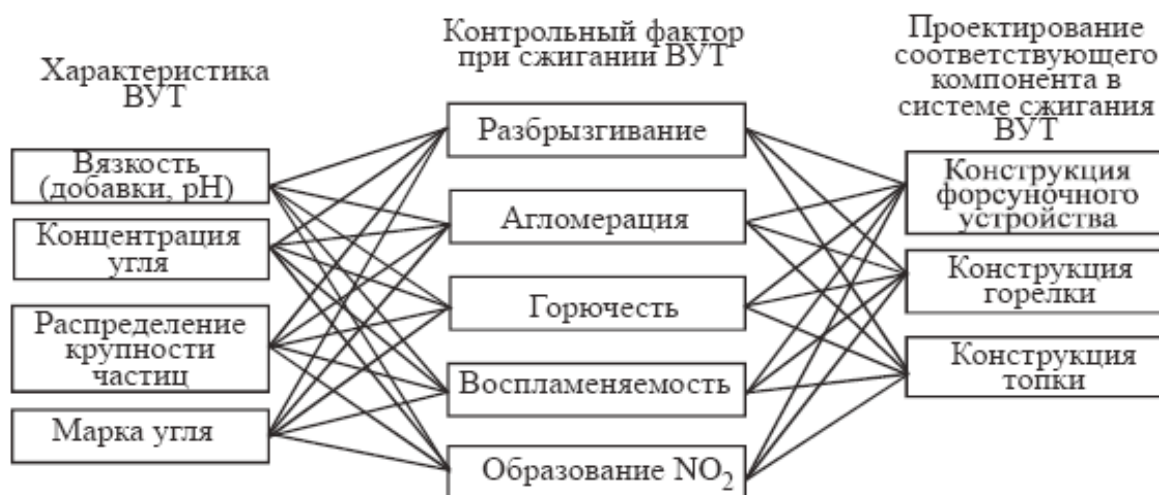 Характеристика
ВУТ
Вязкость
(добавки, pH)
Концентрация
угля
Распределение
крупности
частиц
Марка угля
Контрольный фактор
при сжигании ВУТ
Разбрызгивание
Агломерация
Горючесть
Воспламеняемость
Образование NO₂
Проектирование
соответствующего
компонента в
системе сжигания
ВУТ
Конструкция
форсуночного
устройства
Конструкция
горелки
Конструкция
топки